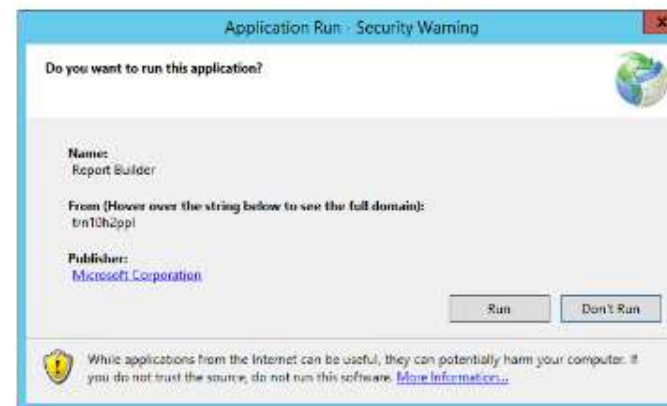 Application Run - Security Warning
Do you want to run this application?
Name:
Report Builder
From (Hover over the string below to see the full domain):
trn10h2ppl
Publisher:
Microsoft Corporation
Run
Don't Run
While applications from the Internet can be useful, they can potentially harm your computer. If
you do not trust the source, do not run this software. More Information...